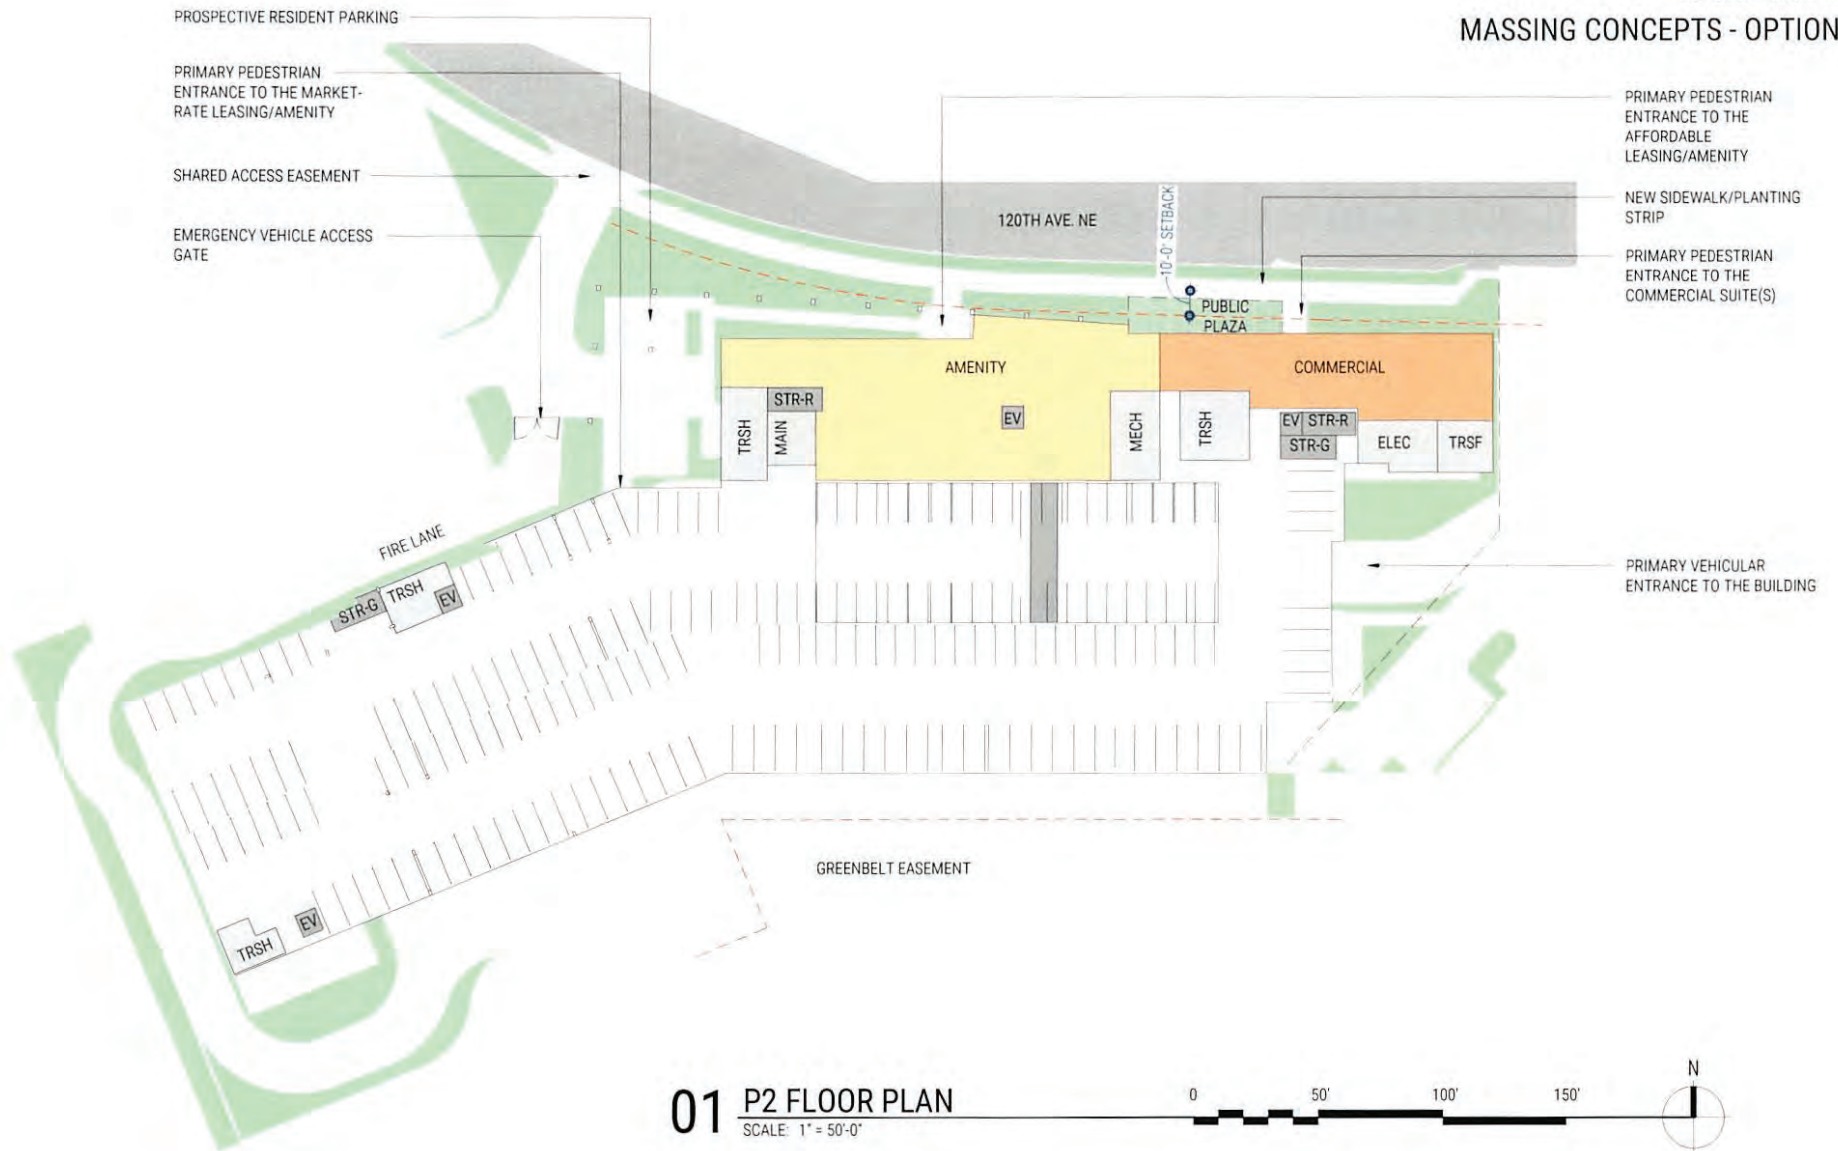 MASSING CONCEPTS - OPTION
PROSPECTIVE RESIDENT PARKING
PRIMARY PEDESTRIAN
ENTRANCE TO THE MARKET-
RATE LEASING/AMENITY
SHARED ACCESS EASEMENT
EMERGENCY VEHICLE ACCESS
GATE
PRIMARY PEDESTRIAN
ENTRANCE TO THE
AFFORDABLE
LEASING/AMENITY
NEW SIDEWALK/PLANTING
STRIP
PRIMARY PEDESTRIAN
ENTRANCE TO THE
COMMERCIAL SUITE(S)
PRIMARY VEHICULAR
ENTRANCE TO THE BUILDING
120TH AVE. NE
10'-0" SETBACK
PUBLIC
PLAZA
AMENITY
COMMERCIAL
TRSH
STR-R
MAIN
EV
MECH
TRSH
EV
STR-R
STR-G
ELEC
TRSF
FIRE LANE
STR-G
TRSH
EV
TRSH
EV
GREENBELT EASEMENT
01
P2 FLOOR PLAN
SCALE: 1" = 50'-0"
0
50'
100'
150'
N